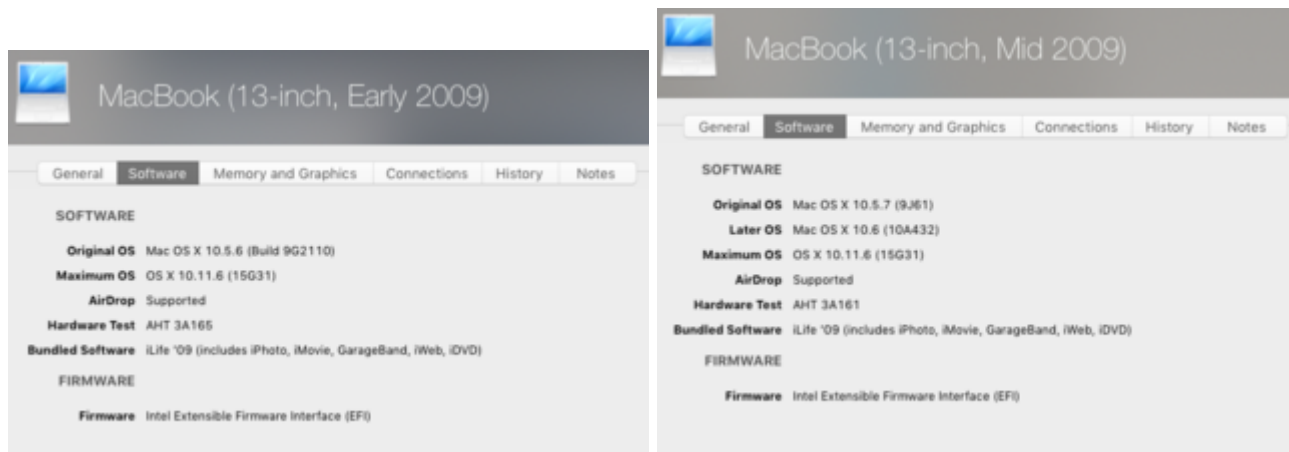 MacBook (13-inch, Early 2009)
General Software Memory and Graphics Connections History Notes
SOFTWARE
Original OS Mac OS X 10.5.6 (Build 9G2110)
Maximum OS OS X 10.11.6 (15G31)
AirDrop Supported
Hardware Test AHT 3A165
Bundled Software iLife '09 (includes iPhoto, iMovie, GarageBand, iWeb, iDVD)
FIRMWARE
Firmware Intel Extensible Firmware Interface (EFI)
MacBook (13-inch, Mid 2009)
General Software Memory and Graphics Connections History Notes
SOFTWARE
Original OS Mac OS X 10.5.7 (9J61)
Later OS Mac OS X 10.6 (10A432)
Maximum OS OS X 10.11.6 (15G31)
AirDrop Supported
Hardware Test AHT 3A161
Bundled Software iLife '09 (includes iPhoto, iMovie, GarageBand, iWeb, iDVD)
FIRMWARE
Firmware Intel Extensible Firmware Interface (EFI)